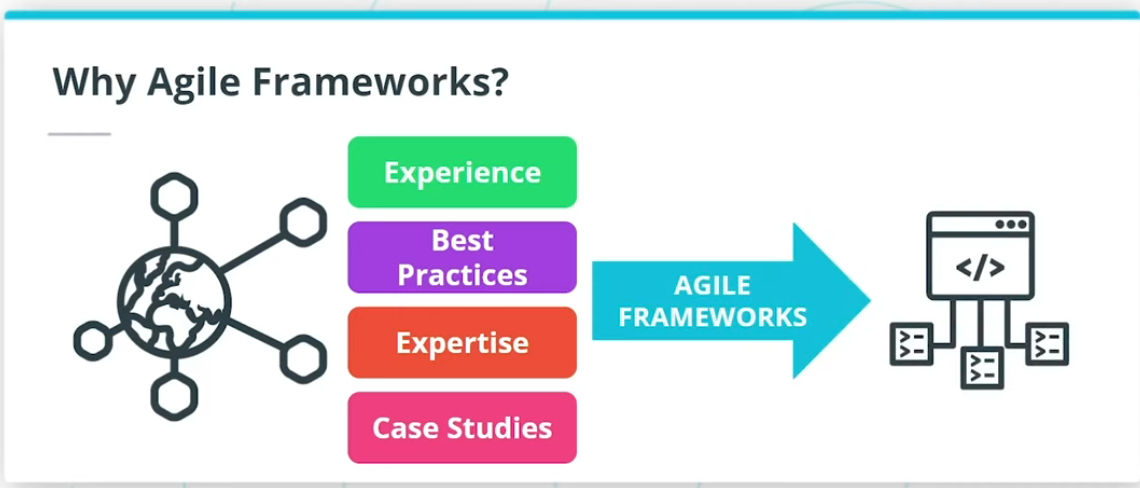 Why Agile Frameworks?
Experience
Best
Practices
Expertise
Case Studies
AGILE
FRAMEWORKS
</>